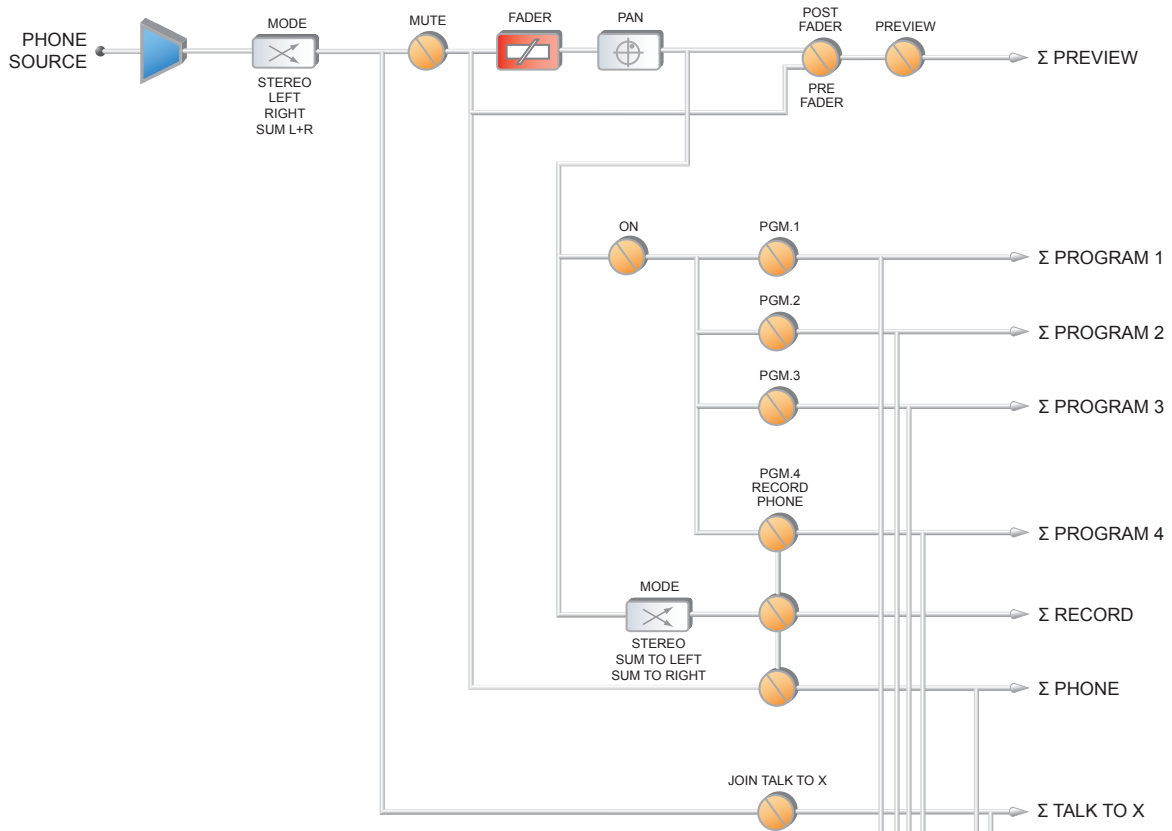 PHONE
SOURCE
MODE
STEREO
LEFT
RIGHT
SUM L+R
MUTE
FADER
PAN
POST
FADER
PRE
FADER
PREVIEW
Σ PREVIEW
ON
PGM.1
Σ PROGRAM 1
PGM.2
Σ PROGRAM 2
PGM.3
Σ PROGRAM 3
PGM.4
RECORD
PHONE
Σ PROGRAM 4
MODE
STEREO
SUM TO LEFT
SUM TO RIGHT
Σ RECORD
Σ PHONE
JOIN TALK TO X
Σ TALK TO X